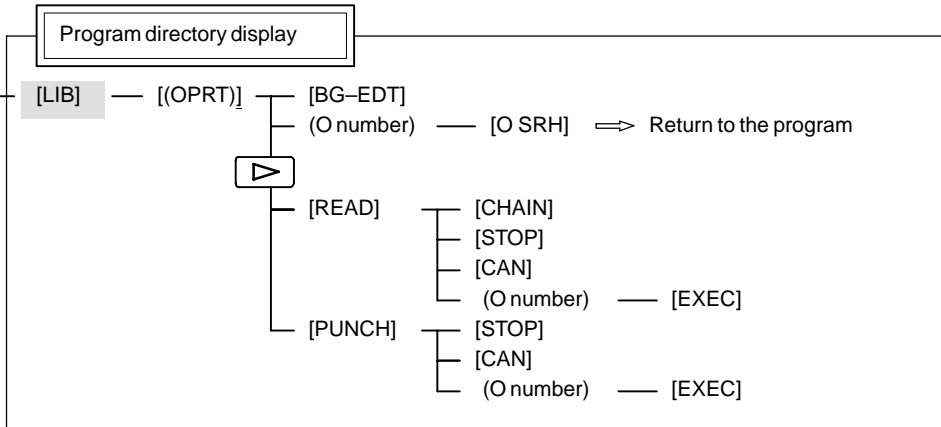 Program directory display
[LIB] [(OPRT)] [BG–EDT]
(O number) [O SRH] Return to the program
[READ] [CHAIN]
[STOP]
[CAN]
(O number) [EXEC]
[PUNCH] [STOP]
[CAN]
(O number) [EXEC]